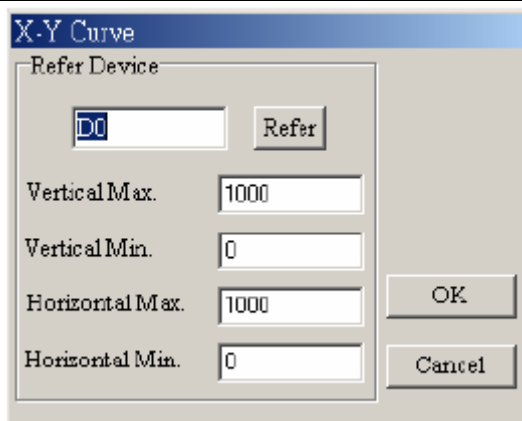 X-Y Curve
Refer Device
D0
Refer
Vertical Max.
1000
Vertical Min.
0
Horizontal Max.
1000
OK
Horizontal Min.
0
Cancel